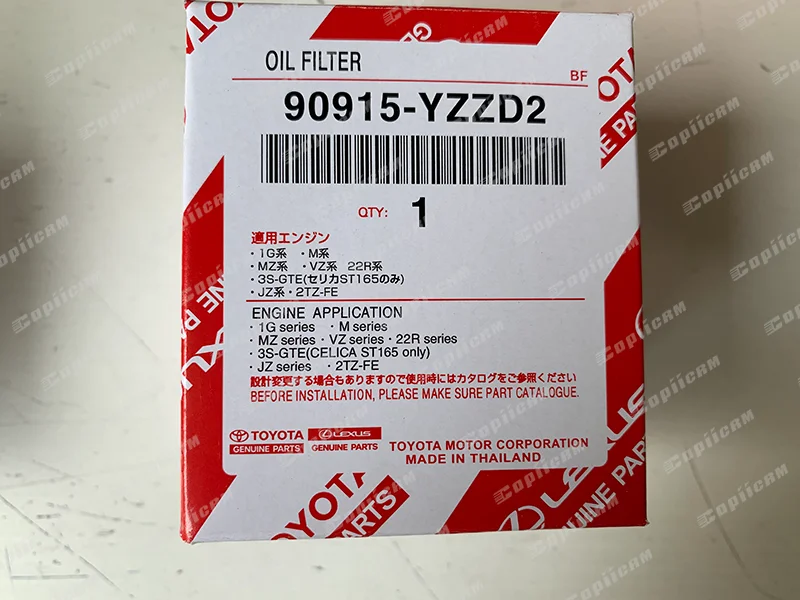 OIL FILTER
BF
90915-YZZD2
QTY: 1
適用エンジン
・1G系 ・M系
・MZ系 ・VZ系 22R系
・3S-GTE(セリカST165のみ)
・JZ系・2TZ-FE
ENGINE APPLICATION
・1G series ・M series
・MZ series・VZ series・22R series
・3S-GTE(CELICA ST165 only)
・JZ series ・2TZ-FE
設計変更する場合もありますので使用時にはカタログをご参照ください
BEFORE INSTALLATION, PLEASE MAKE SURE PART CATALOGUE.
TOYOTA LEXUS
GENUINE PARTS GENUINE PARTS
TOYOTA MOTOR CORPORATION
MADE IN THAILAND
TOYOTA
PARTS
LEXUS
GENUINE PARTS
Copiicam